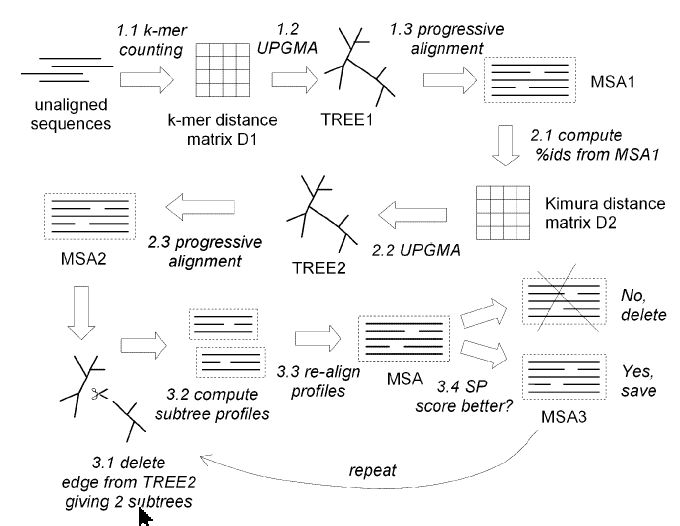 1.1 k-mer
counting
1.2
UPGMA
1.3 progressive
alignment
unaligned
sequences
k-mer distance
matrix D1
TREE1
MSA1
2.1 compute
%ids from MSA1
Kimura distance
matrix D2
2.2 UPGMA
TREE2
2.3 progressive
alignment
MSA2
3.1 delete
edge from TREE2
giving 2 subtrees
3.2 compute
subtree profiles
3.3 re-align
profiles
MSA
3.4 SP
score better?
No,
delete
Yes,
save
MSA3
repeat